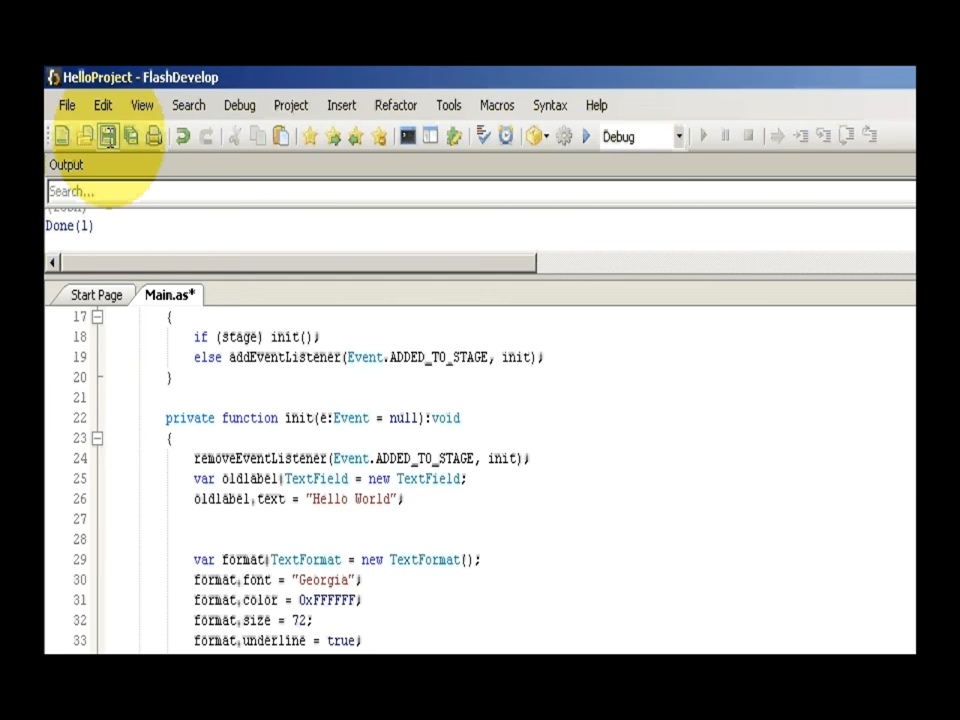 HelloProject - FlashDevelop
File Edit View Search Debug Project Insert Refactor Tools Macros Syntax Help
Debug
Output
Search...
Done(1)
Start Page Main.as*
17 {
18 if (stage) init();
19 else addEventListener(Event.ADDED_TO_STAGE, init);
20 }
21
22 private function init(e:Event = null):void
23 {
24 removeEventListener(Event.ADDED_TO_STAGE, init);
25 var oldlabel:TextField = new TextField;
26 oldlabel.text = "Hello World";
27
28
29 var format:TextFormat = new TextFormat();
30 format.font = "Georgia";
31 format.color = 0xFFFFFF;
32 format.size = 72;
33 format.underline = true;